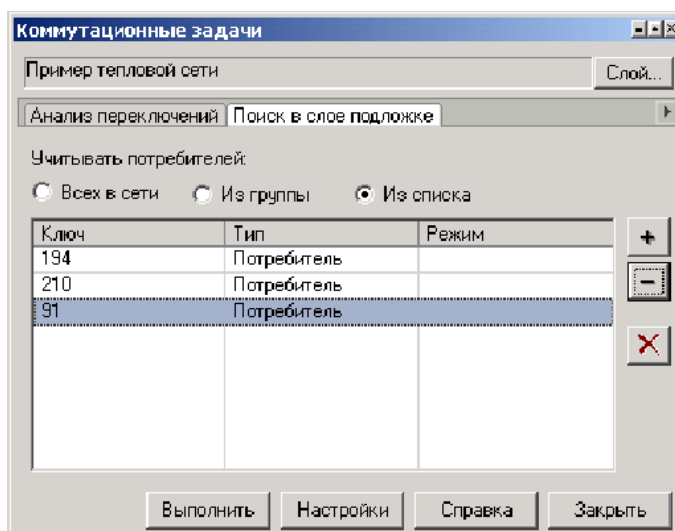 Коммутационные задачи
Пример тепловой сети Слой...
Анализ переключений Поиск в слое подложке
Учитывать потребителей:
Всех в сети Из группы Из списка
Ключ Тип Режим
194 Потребитель
210 Потребитель
91 Потребитель
Выполнить Настройки Справка Закрыть